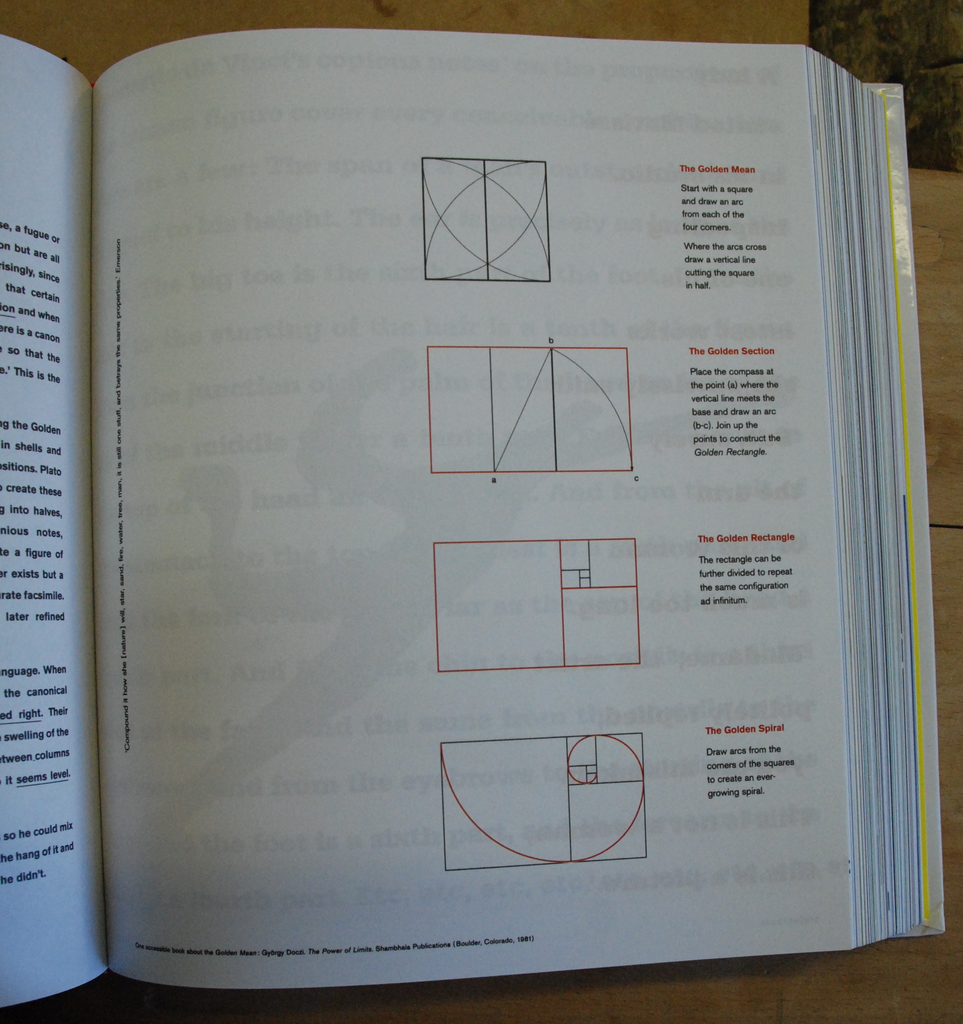 se, a fugue or
on but are all
risingly, since
that certain
ion and when
ere is a canon
so that the
e.' This is the
ng the Golden
in shells and
ositions. Plato
create these
g into halves,
nious notes,
te a figure of
er exists but a
rate facsimile.
later refined
nguage. When
the canonical
ed right. Their
swelling of the
etween columns
it seems level.
so he could mix
he hang of it and
he didn't.
'Compound it how she [nature] will, star, sand, fire, water, tree, man, it is still one stuff, and betrays the same properties.' Emerson
The Golden Mean
Start with a square
and draw an arc
from each of the
four corners.
Where the arcs cross
draw a vertical line
cutting the square
in half.
The Golden Section
Place the compass at
the point (a) where the
vertical line meets the
base and draw an arc
(b-c). Join up the
points to construct the
Golden Rectangle.
b
a
c
The Golden Rectangle
The rectangle can be
further divided to repeat
the same configuration
ad infinitum.
The Golden Spiral
Draw arcs from the
corners of the squares
to create an ever-
growing spiral.
One accessible book about the Golden Mean: György Doczi. The Power of Limits. Shambhala Publications (Boulder, Colorado, 1981)